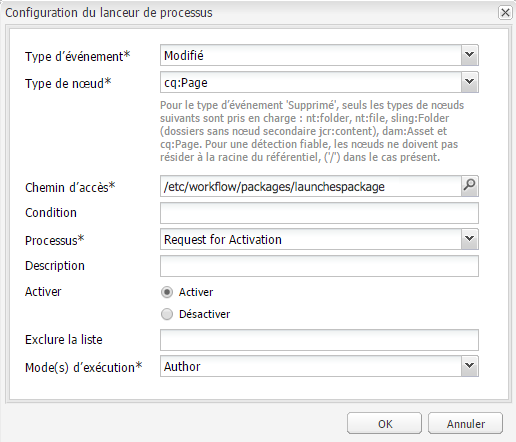 Configuration du lanceur de processus
Type d'événement* Modifié
Type de nœud* cq:Page
Pour le type d'événement 'Supprimé', seuls les types de nœuds
suivants sont pris en charge : nt:folder, nt:file, sling:Folder
(dossiers sans nœud secondaire jcr:content), dam:Asset et
cq:Page. Pour une détection fiable, les nœuds ne doivent pas
résider à la racine du référentiel, ('/') dans le cas présent.
Chemin d'accès* /etc/workflow/packages/launchespackage
Condition
Processus* Request for Activation
Description
Activer Activer
Désactiver
Exclure la liste
Mode(s) d'exécution* Author
OK Annuler